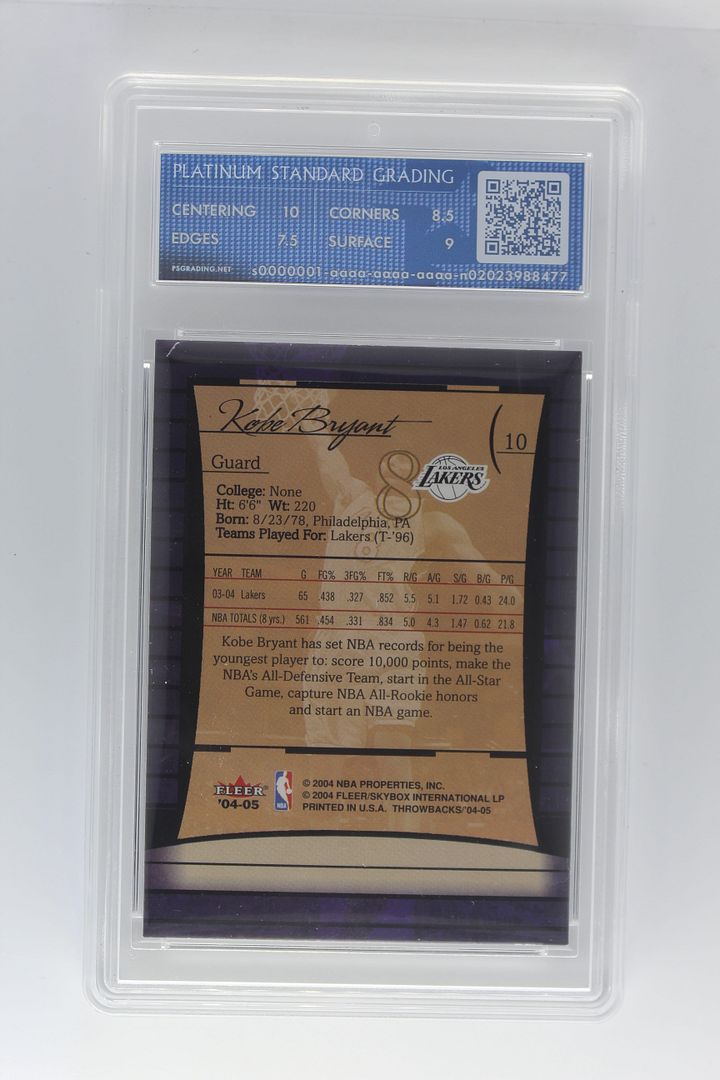 PLATINUM STANDARD GRADING
CENTERING 10 CORNERS 8.5
EDGES 7.5 SURFACE 9
PSGRADING.NET s0000001-aaaa-aaaa-aaaa-n02023988477
Kobe Bryant
10
Guard
8
LOS ANGELES
LAKERS
College: None
Ht: 6'6" Wt: 220
Born: 8/23/78, Philadelphia, PA
Teams Played For: Lakers (T-'96)
YEAR TEAM G FG% 3FG% FT% R/G A/G S/G B/G P/G
03-04 Lakers 65 .438 .327 .852 5.5 5.1 1.72 0.43 24.0
NBA TOTALS (8 yrs.) 561 .454 .331 .834 5.0 4.3 1.47 0.62 21.8
Kobe Bryant has set NBA records for being the
youngest player to: score 10,000 points, make the
NBA's All-Defensive Team, start in the All-Star
Game, capture NBA All-Rookie honors
and start an NBA game.
FLEER
'04-05
NBA
© 2004 NBA PROPERTIES, INC.
© 2004 FLEER/SKYBOX INTERNATIONAL LP
PRINTED IN U.S.A. THROWBACKS/'04-05